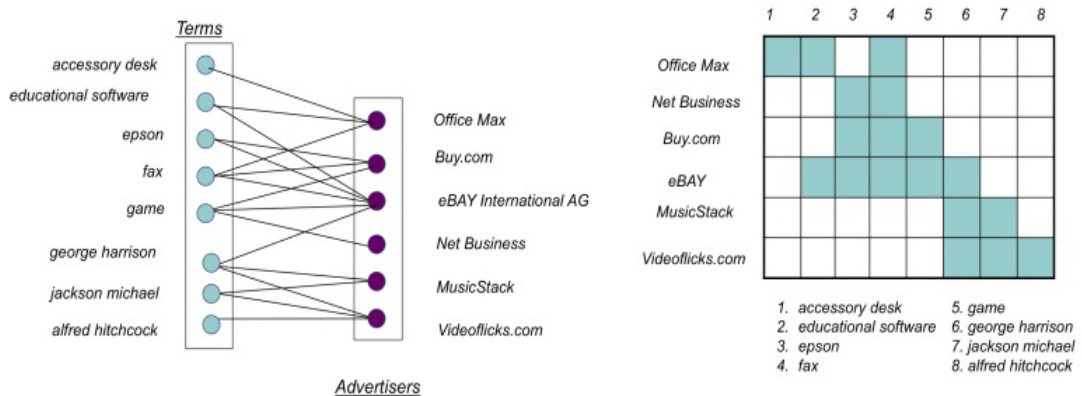 Terms
accessory desk
educational software
epson
fax
game
george harrison
jackson michael
alfred hitchcock
Office Max
Buy.com
eBAY International AG
Net Business
MusicStack
Videoflicks.com
Advertisers
1 2 3 4 5 6 7 8
Office Max
Net Business
Buy.com
eBAY
MusicStack
Videoflicks.com
1. accessory desk
2. educational software
3. epson
4. fax
5. game
6. george harrison
7. jackson michael
8. alfred hitchcock